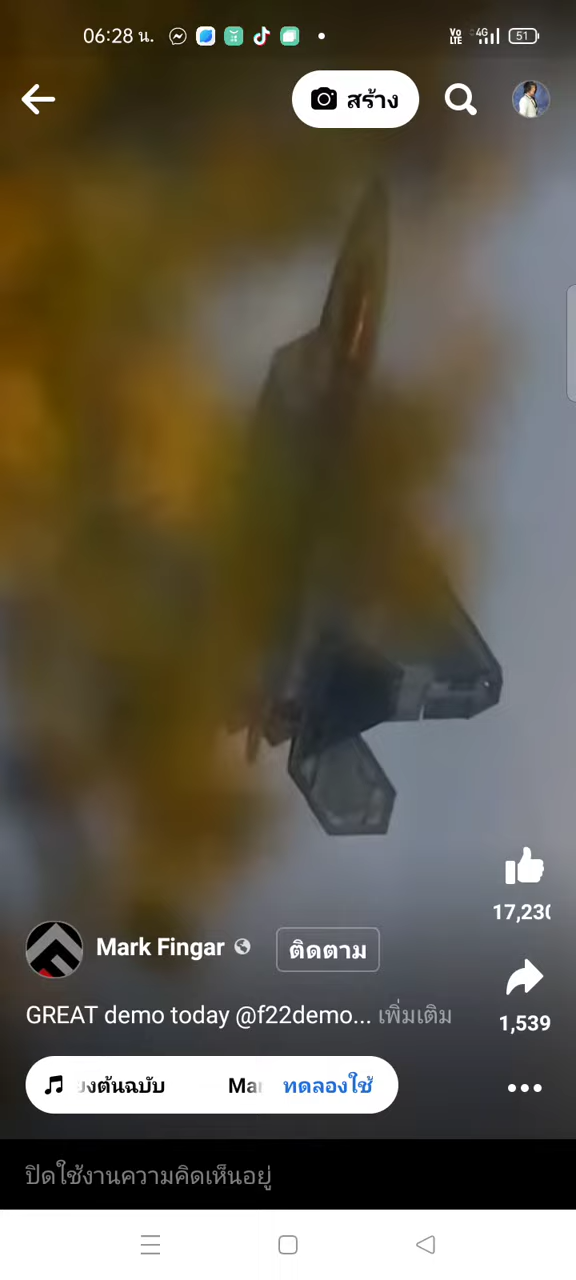 06:28 น.
Vo LTE 4G 51
สร้าง
17,230
Mark Fingar
ติดตาม
GREAT demo today @f22demo... เพิ่มเติม
1,539
งต้นฉบับ Ma ทดลองใช้
ปิดใช้งานความคิดเห็นอยู่